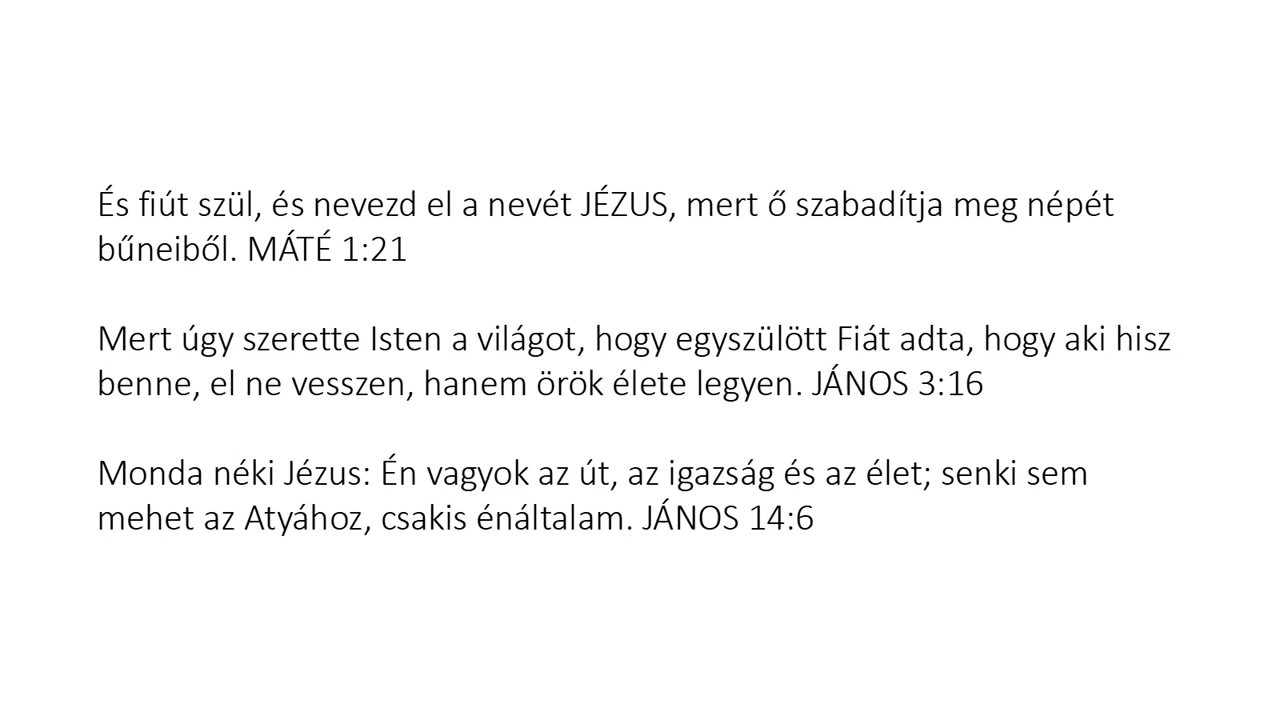 És fiút szül, és nevezd el a nevét JÉZUS, mert ő szabadítja meg népét
bűneiből. MÁTÉ 1:21
Mert úgy szerette Isten a világot, hogy egyszülött Fiát adta, hogy aki hisz
benne, el ne vesszen, hanem örök élete legyen. JÁNOS 3:16
Monda néki Jézus: Én vagyok az út, az igazság és az élet; senki sem
mehet az Atyához, csakis énáltalam. JÁNOS 14:6